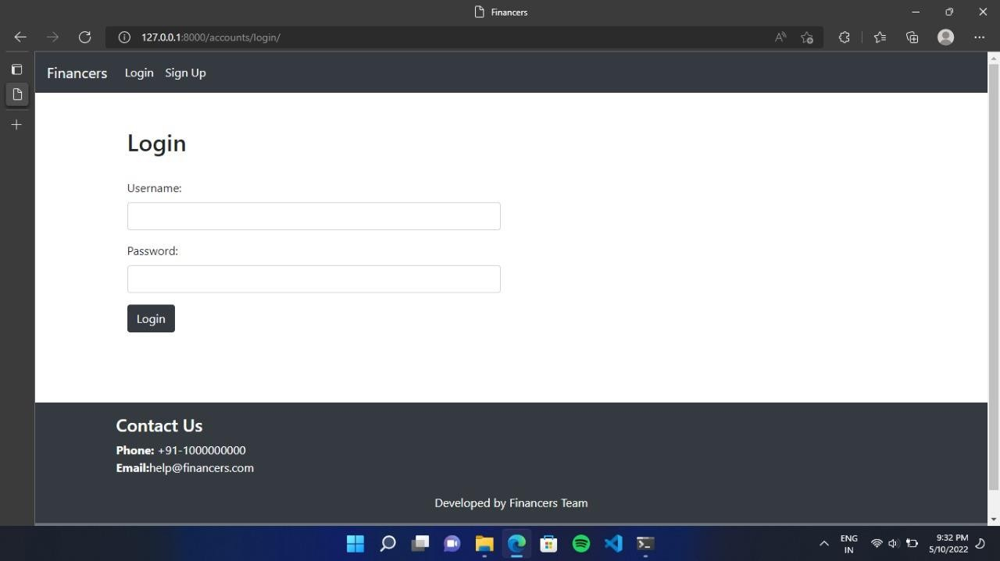 Financers
127.0.0.1:8000/accounts/login/
Financers Login Sign Up
Login
Username:
Password:
Login
Contact Us
Phone: +91-1000000000
Email:help@financers.com
Developed by Financers Team
ENG
IN
9:32 PM
5/10/2022